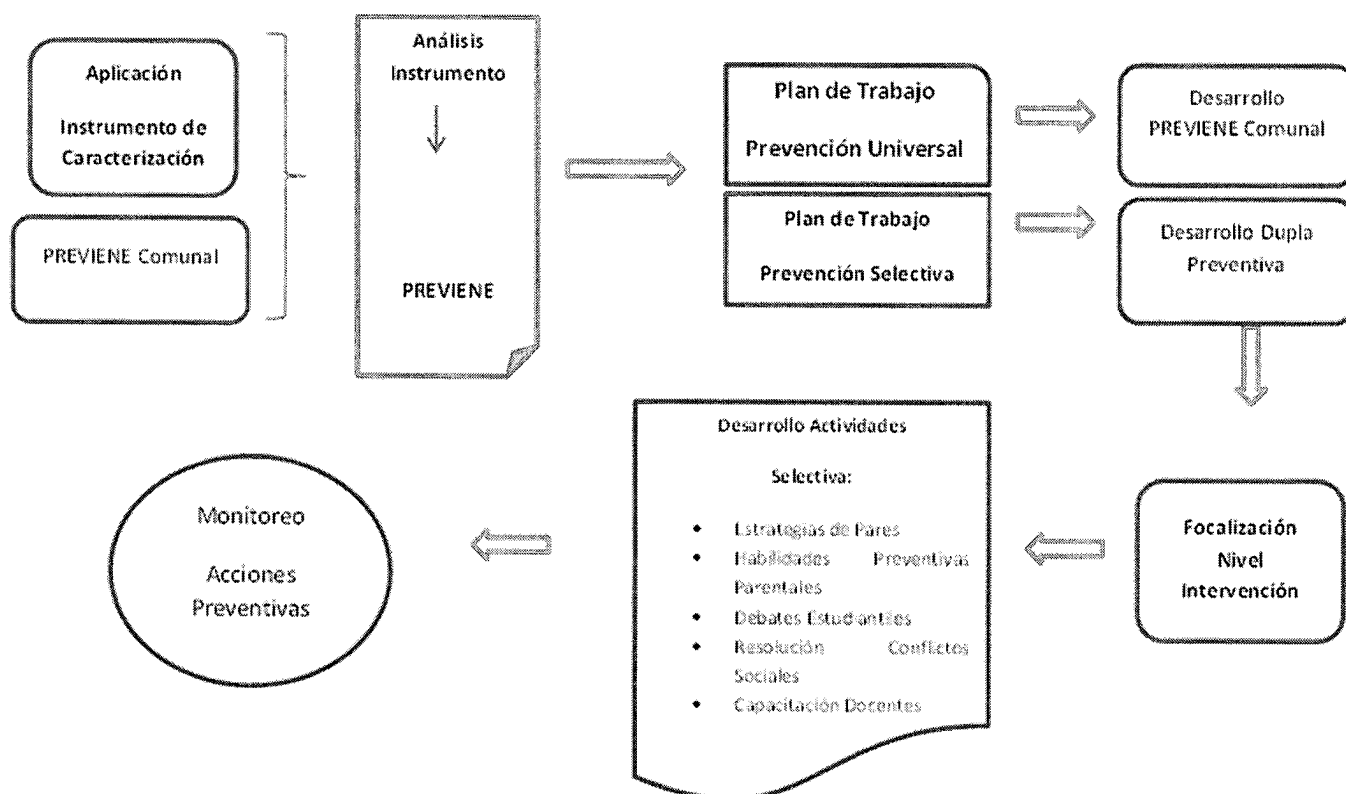 Aplicación
Instrumento de
Caracterización
PREVIENE Comunal
Análisis
Instrumento
PREVIENE
Plan de Trabajo
Prevención Universal
Plan de Trabajo
Prevención Selectiva
Desarrollo
PREVIENE Comunal
Desarrollo Dupla
Preventiva
Focalización
Nivel
Intervención
Desarrollo Actividades
Selectiva:
• Estrategias de Pares
• Habilidades Preventivas
Parentales
• Debates Estudiantiles
• Resolución Conflictos
Sociales
• Capacitación Docentes
Monitoreo
Acciones
Preventivas